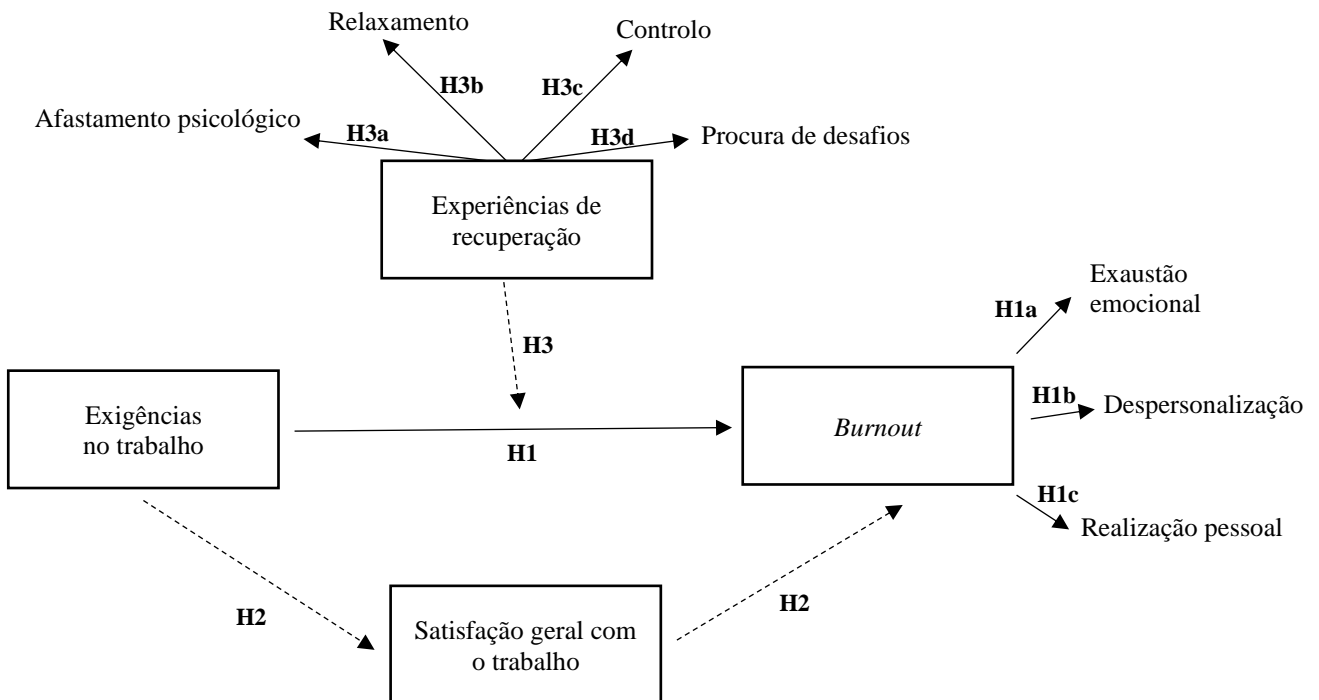 Relaxamento
Controlo
H3b
H3c
Afastamento psicológico
H3a
H3d
Procura de desafios
Experiências de
recuperação
Exaustão
emocional
H1a
H3
H1b
Despersonalização
Exigências
no trabalho
Burnout
H1
H1c
Realização pessoal
H2
H2
Satisfação geral com
o trabalho